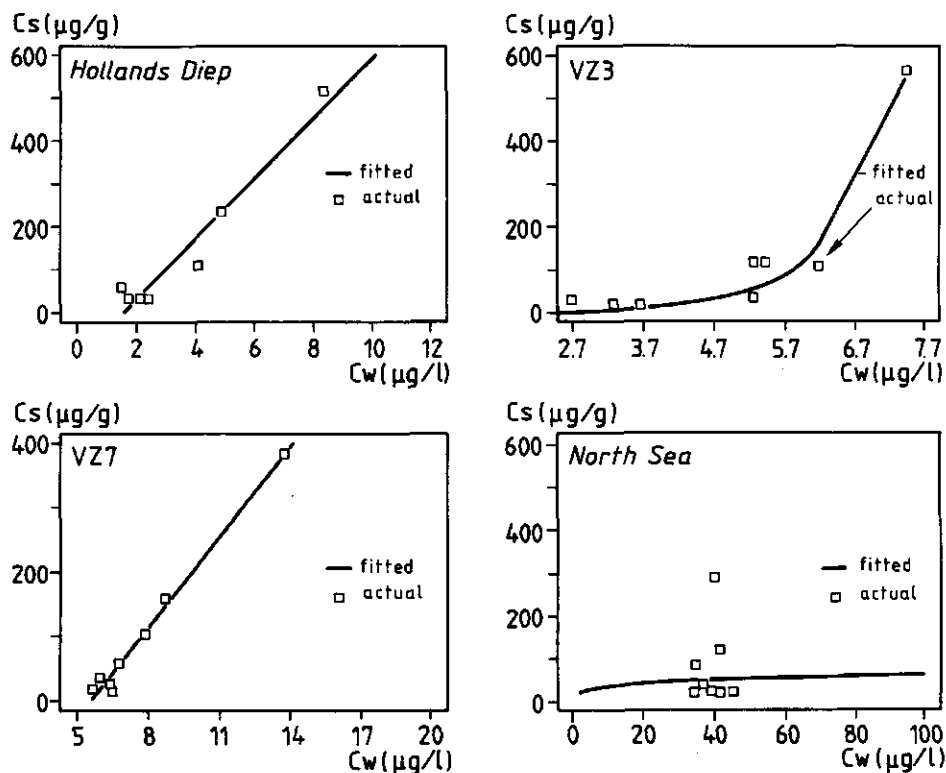 Cs(μg/g)
600
400
200
0
Hollands Diep
fitted
actual
0 2 4 6 8 10 12
Cw(μg/l)
Cs(μg/g)
600
400
200
0
VZ3
fitted
actual
2.7 3.7 4.7 5.7 6.7 7.7
Cw(μg/l)
Cs(μg/g)
400
200
0
VZ7
fitted
actual
5 8 11 14 17 20
Cw(μg/l)
Cs(μg/g)
600
400
200
0
North Sea
fitted
actual
0 20 40 60 80 100
Cw(μg/l)